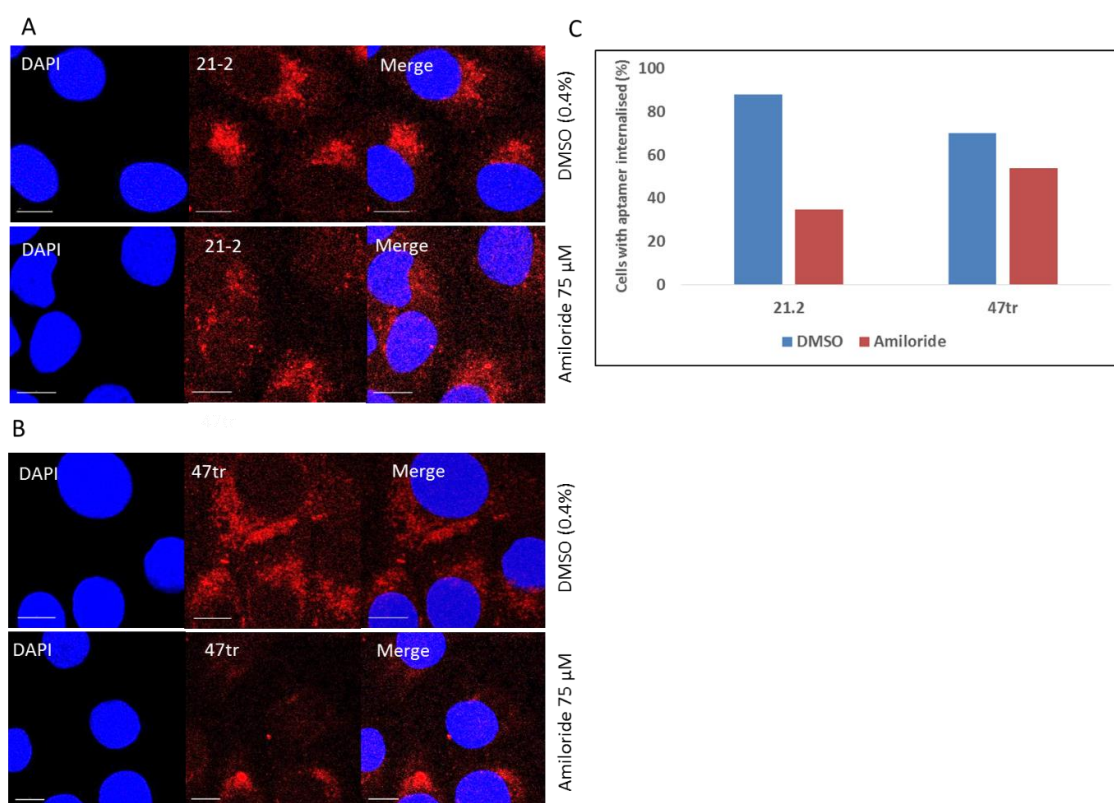 A
DAPI 21-2 Merge
DMSO (0.4%)
DAPI 21-2 Merge
Amiloride 75 µM
B
DAPI 47tr Merge
DMSO (0.4%)
DAPI 47tr Merge
Amiloride 75 µM
C
Cells with aptamer internalised (%)
100
80
60
40
20
0
21.2 47tr
DMSO Amiloride